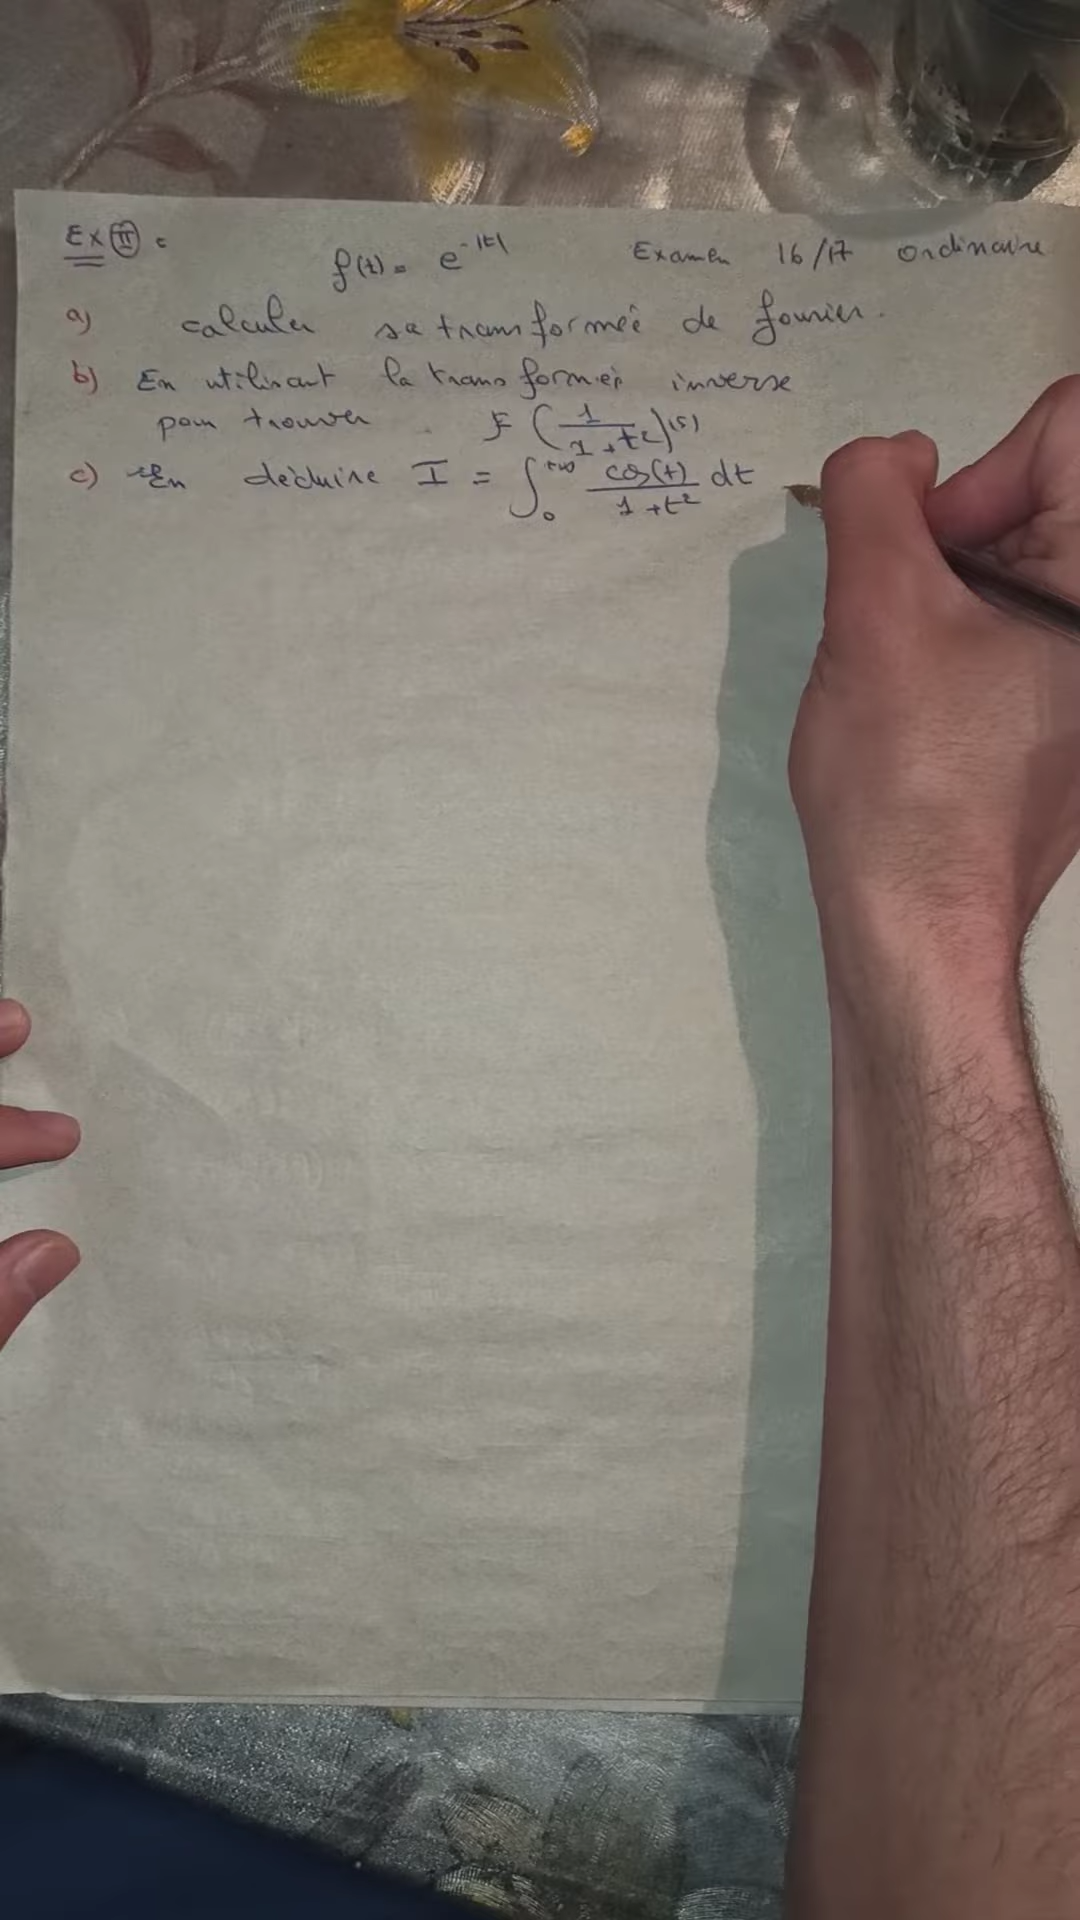 Ex II :
f(t) = e^{-|t|} Examen 16/17 ordinaire
a) calculer sa transformée de fourier.
b) En utilisant la transformée inverse
pour trouver F(1/(1+t²))(s)
c) En déduire I = ∫_0^{+∞} cos(t)/(1+t²) dt